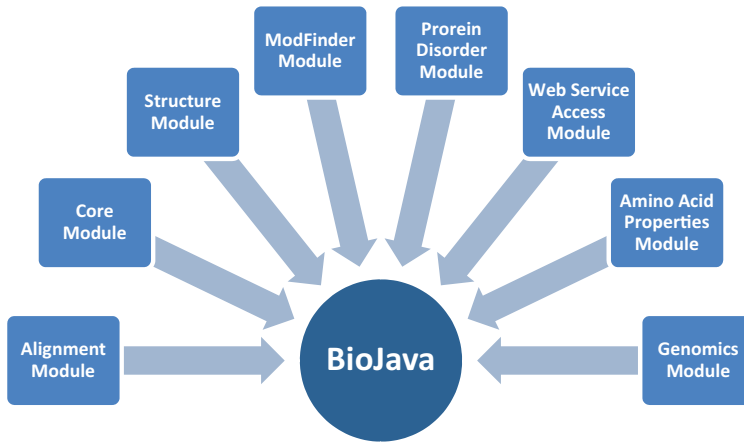 ModFinder
Module
Prorein
Disorder
Module
Structure
Module
Web Service
Access
Module
Core
Module
Amino Acid
Properties
Module
Alignment
Module
BioJava
Genomics
Module